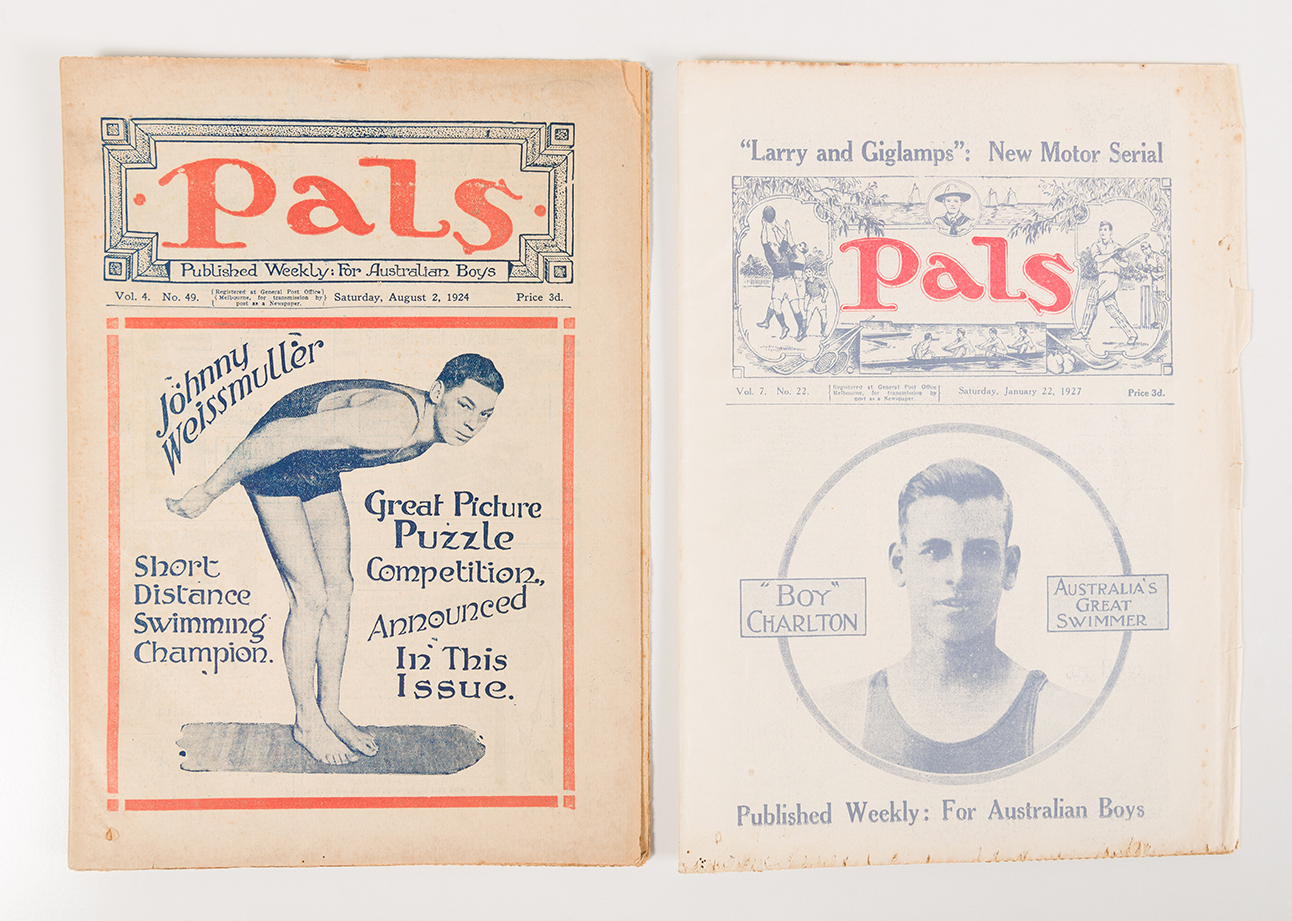 Pals
Published Weekly: For Australian Boys
Vol. 4. No. 49.
Registered at General Post Office
Melbourne, for transmission by
post as a Newspaper.
Saturday, August 2, 1924
Price 3d.
Johnny
Weissmuller
Great Picture
Puzzle
Competition,
Announced
In This
Issue.
Short
Distance
Swimming
Champion.
"Larry and Giglamps": New Motor Serial
Pals
Vol. 7. No. 22.
Registered at General Post Office
Melbourne, for transmission by
post as a Newspaper.
Saturday, January 22, 1927
Price 3d.
"BOY"
CHARLTON
AUSTRALIA'S
GREAT
SWIMMER
Published Weekly: For Australian Boys